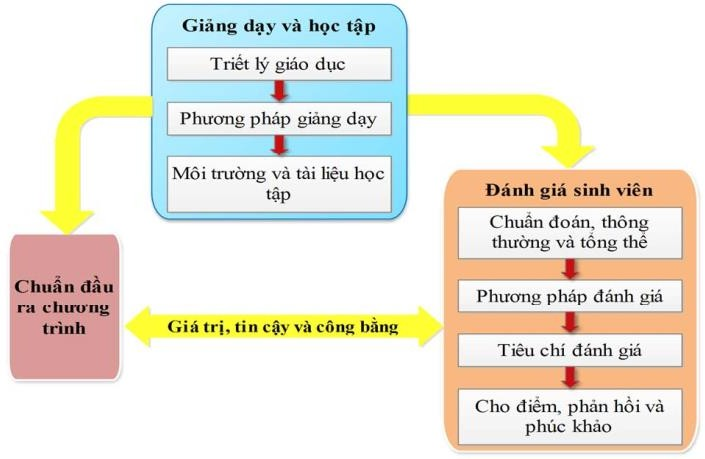 Giảng dạy và học tập
Triết lý giáo dục
Phương pháp giảng dạy
Môi trường và tài liệu học
tập
Đánh giá sinh viên
Chuẩn đoán, thông
thường và tổng thể
Phương pháp đánh giá
Tiêu chí đánh giá
Cho điểm, phản hồi và
phúc khảo
Chuẩn đầu
ra chương
trình
Giá trị, tin cậy và công bằng